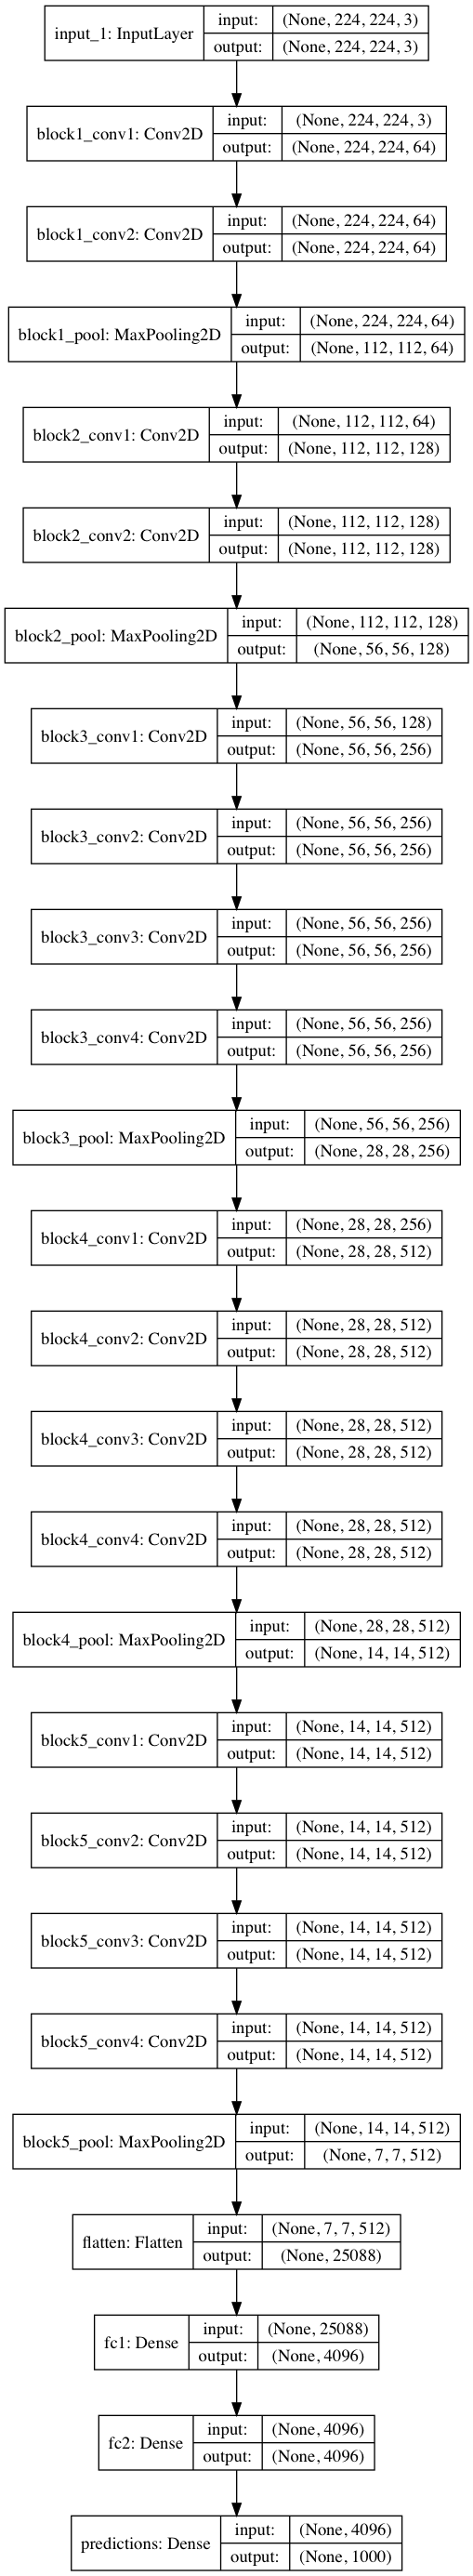 input_1: InputLayer
input: (None, 224, 224, 3)
output: (None, 224, 224, 3)
block1_conv1: Conv2D
input: (None, 224, 224, 3)
output: (None, 224, 224, 64)
block1_conv2: Conv2D
input: (None, 224, 224, 64)
output: (None, 224, 224, 64)
block1_pool: MaxPooling2D
input: (None, 224, 224, 64)
output: (None, 112, 112, 64)
block2_conv1: Conv2D
input: (None, 112, 112, 64)
output: (None, 112, 112, 128)
block2_conv2: Conv2D
input: (None, 112, 112, 128)
output: (None, 112, 112, 128)
block2_pool: MaxPooling2D
input: (None, 112, 112, 128)
output: (None, 56, 56, 128)
block3_conv1: Conv2D
input: (None, 56, 56, 128)
output: (None, 56, 56, 256)
block3_conv2: Conv2D
input: (None, 56, 56, 256)
output: (None, 56, 56, 256)
block3_conv3: Conv2D
input: (None, 56, 56, 256)
output: (None, 56, 56, 256)
block3_conv4: Conv2D
input: (None, 56, 56, 256)
output: (None, 56, 56, 256)
block3_pool: MaxPooling2D
input: (None, 56, 56, 256)
output: (None, 28, 28, 256)
block4_conv1: Conv2D
input: (None, 28, 28, 256)
output: (None, 28, 28, 512)
block4_conv2: Conv2D
input: (None, 28, 28, 512)
output: (None, 28, 28, 512)
block4_conv3: Conv2D
input: (None, 28, 28, 512)
output: (None, 28, 28, 512)
block4_conv4: Conv2D
input: (None, 28, 28, 512)
output: (None, 28, 28, 512)
block4_pool: MaxPooling2D
input: (None, 28, 28, 512)
output: (None, 14, 14, 512)
block5_conv1: Conv2D
input: (None, 14, 14, 512)
output: (None, 14, 14, 512)
block5_conv2: Conv2D
input: (None, 14, 14, 512)
output: (None, 14, 14, 512)
block5_conv3: Conv2D
input: (None, 14, 14, 512)
output: (None, 14, 14, 512)
block5_conv4: Conv2D
input: (None, 14, 14, 512)
output: (None, 14, 14, 512)
block5_pool: MaxPooling2D
input: (None, 14, 14, 512)
output: (None, 7, 7, 512)
flatten: Flatten
input: (None, 7, 7, 512)
output: (None, 25088)
fc1: Dense
input: (None, 25088)
output: (None, 4096)
fc2: Dense
input: (None, 4096)
output: (None, 4096)
predictions: Dense
input: (None, 4096)
output: (None, 1000)